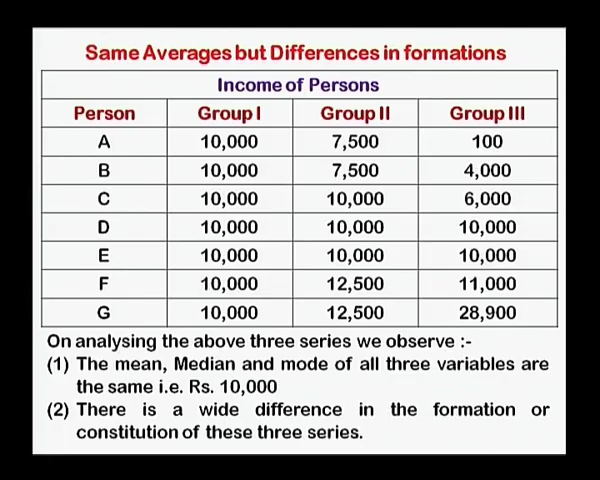 Same Averages but Differences in formations
Income of Persons
Person Group I Group II Group III
A 10,000 7,500 100
B 10,000 7,500 4,000
C 10,000 10,000 6,000
D 10,000 10,000 10,000
E 10,000 10,000 10,000
F 10,000 12,500 11,000
G 10,000 12,500 28,900
On analysing the above three series we observe :-
(1) The mean, Median and mode of all three variables are
the same i.e. Rs. 10,000
(2) There is a wide difference in the formation or
constitution of these three series.